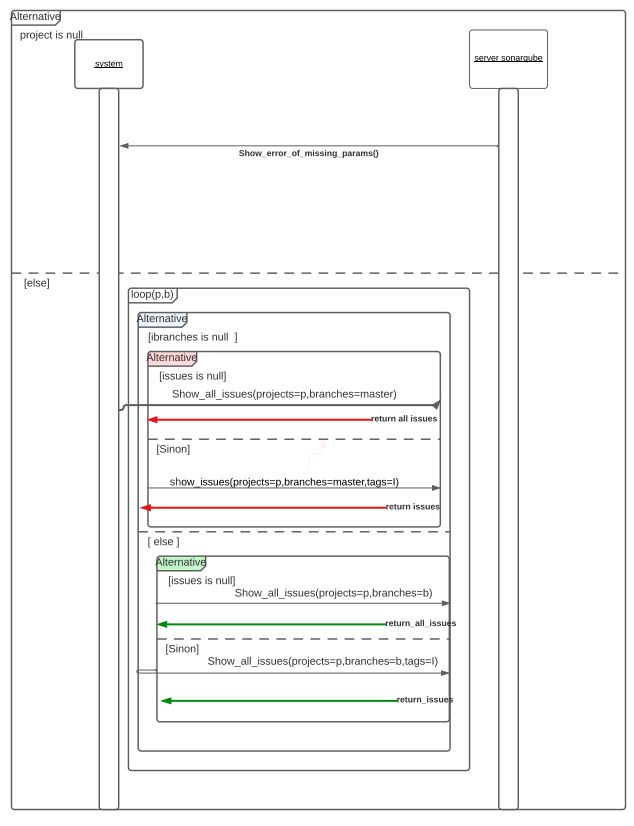 Alternative
project is null
system
server sonarqube
Show_error_of_missing_params()
[else]
loop(p,b)
Alternative
[ibranches is null ]
Alternative
[issues is null]
Show_all_issues(projects=p,branches=master)
return all issues
[Sinon]
show_issues(projects=p,branches=master,tags=I)
return issues
[ else ]
Alternative
[issues is null]
Show_all_issues(projects=p,branches=b)
return_all_issues
[Sinon]
Show_all_issues(projects=p,branches=b,tags=I)
return_issues